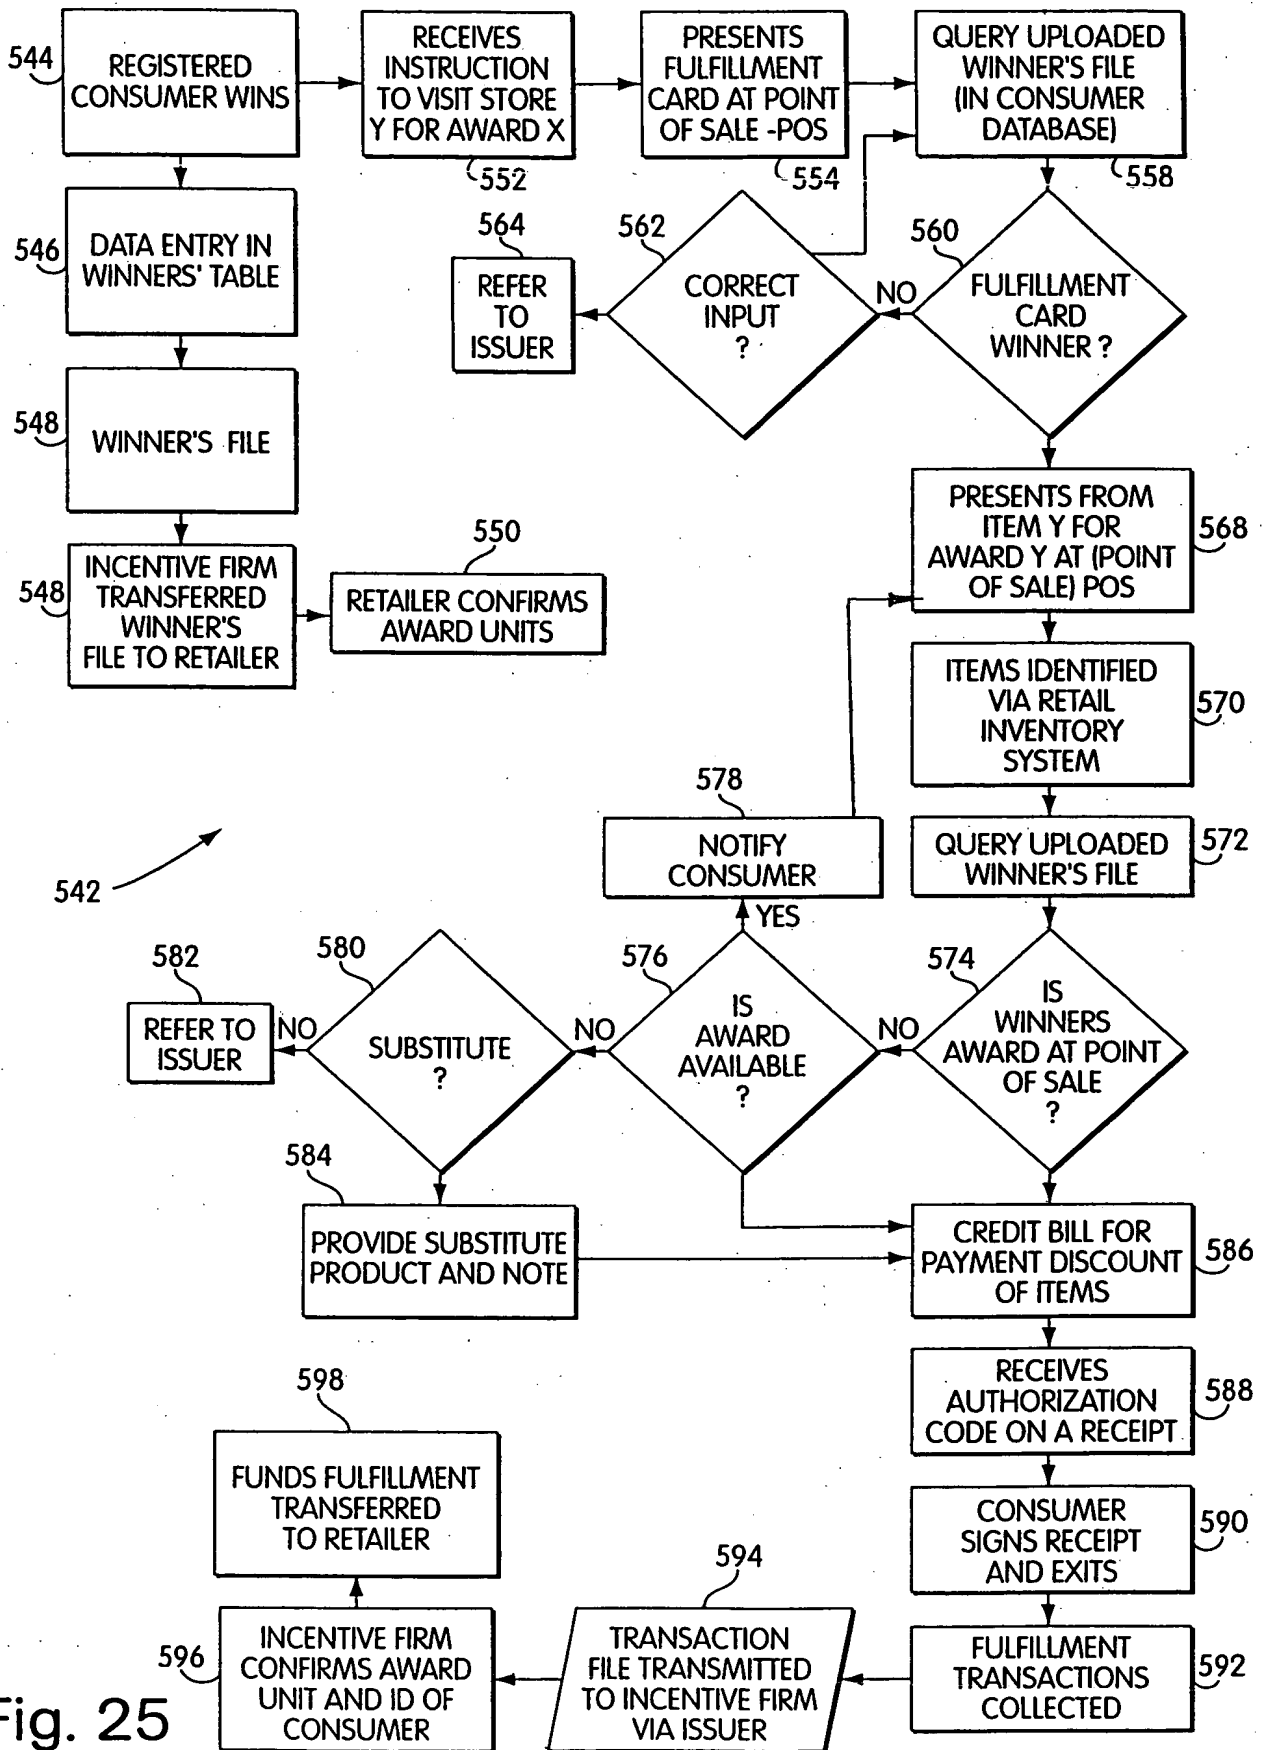 544
REGISTERED
CONSUMER WINS
RECEIVES
INSTRUCTION
TO VISIT STORE
Y FOR AWARD X
552
PRESENTS
FULFILLMENT
CARD AT POINT
OF SALE -POS
554
QUERY UPLOADED
WINNER'S FILE
(IN CONSUMER
DATABASE)
558
546
DATA ENTRY IN
WINNERS' TABLE
564
REFER
TO
ISSUER
562
CORRECT
INPUT
?
NO
560
FULFILLMENT
CARD
WINNER ?
548
WINNER'S FILE
548
INCENTIVE FIRM
TRANSFERRED
WINNER'S
FILE TO RETAILER
550
RETAILER CONFIRMS
AWARD UNITS
PRESENTS FROM
ITEM Y FOR
AWARD Y AT (POINT
OF SALE) POS
568
ITEMS IDENTIFIED
VIA RETAIL
INVENTORY
SYSTEM
570
542
578
NOTIFY
CONSUMER
YES
QUERY UPLOADED
WINNER'S FILE
572
582
REFER TO
ISSUER
NO
580
SUBSTITUTE
?
NO
576
IS
AWARD
AVAILABLE
?
NO
574
IS
WINNERS
AWARD AT POINT
OF SALE
?
584
PROVIDE SUBSTITUTE
PRODUCT AND NOTE
CREDIT BILL FOR
PAYMENT DISCOUNT
OF ITEMS
586
RECEIVES
AUTHORIZATION
CODE ON A RECEIPT
588
CONSUMER
SIGNS RECEIPT
AND EXITS
590
598
FUNDS FULFILLMENT
TRANSFERRED
TO RETAILER
596
INCENTIVE FIRM
CONFIRMS AWARD
UNIT AND ID OF
CONSUMER
594
TRANSACTION
FILE TRANSMITTED
TO INCENTIVE FIRM
VIA ISSUER
FULFILLMENT
TRANSACTIONS
COLLECTED
592
Fig. 25